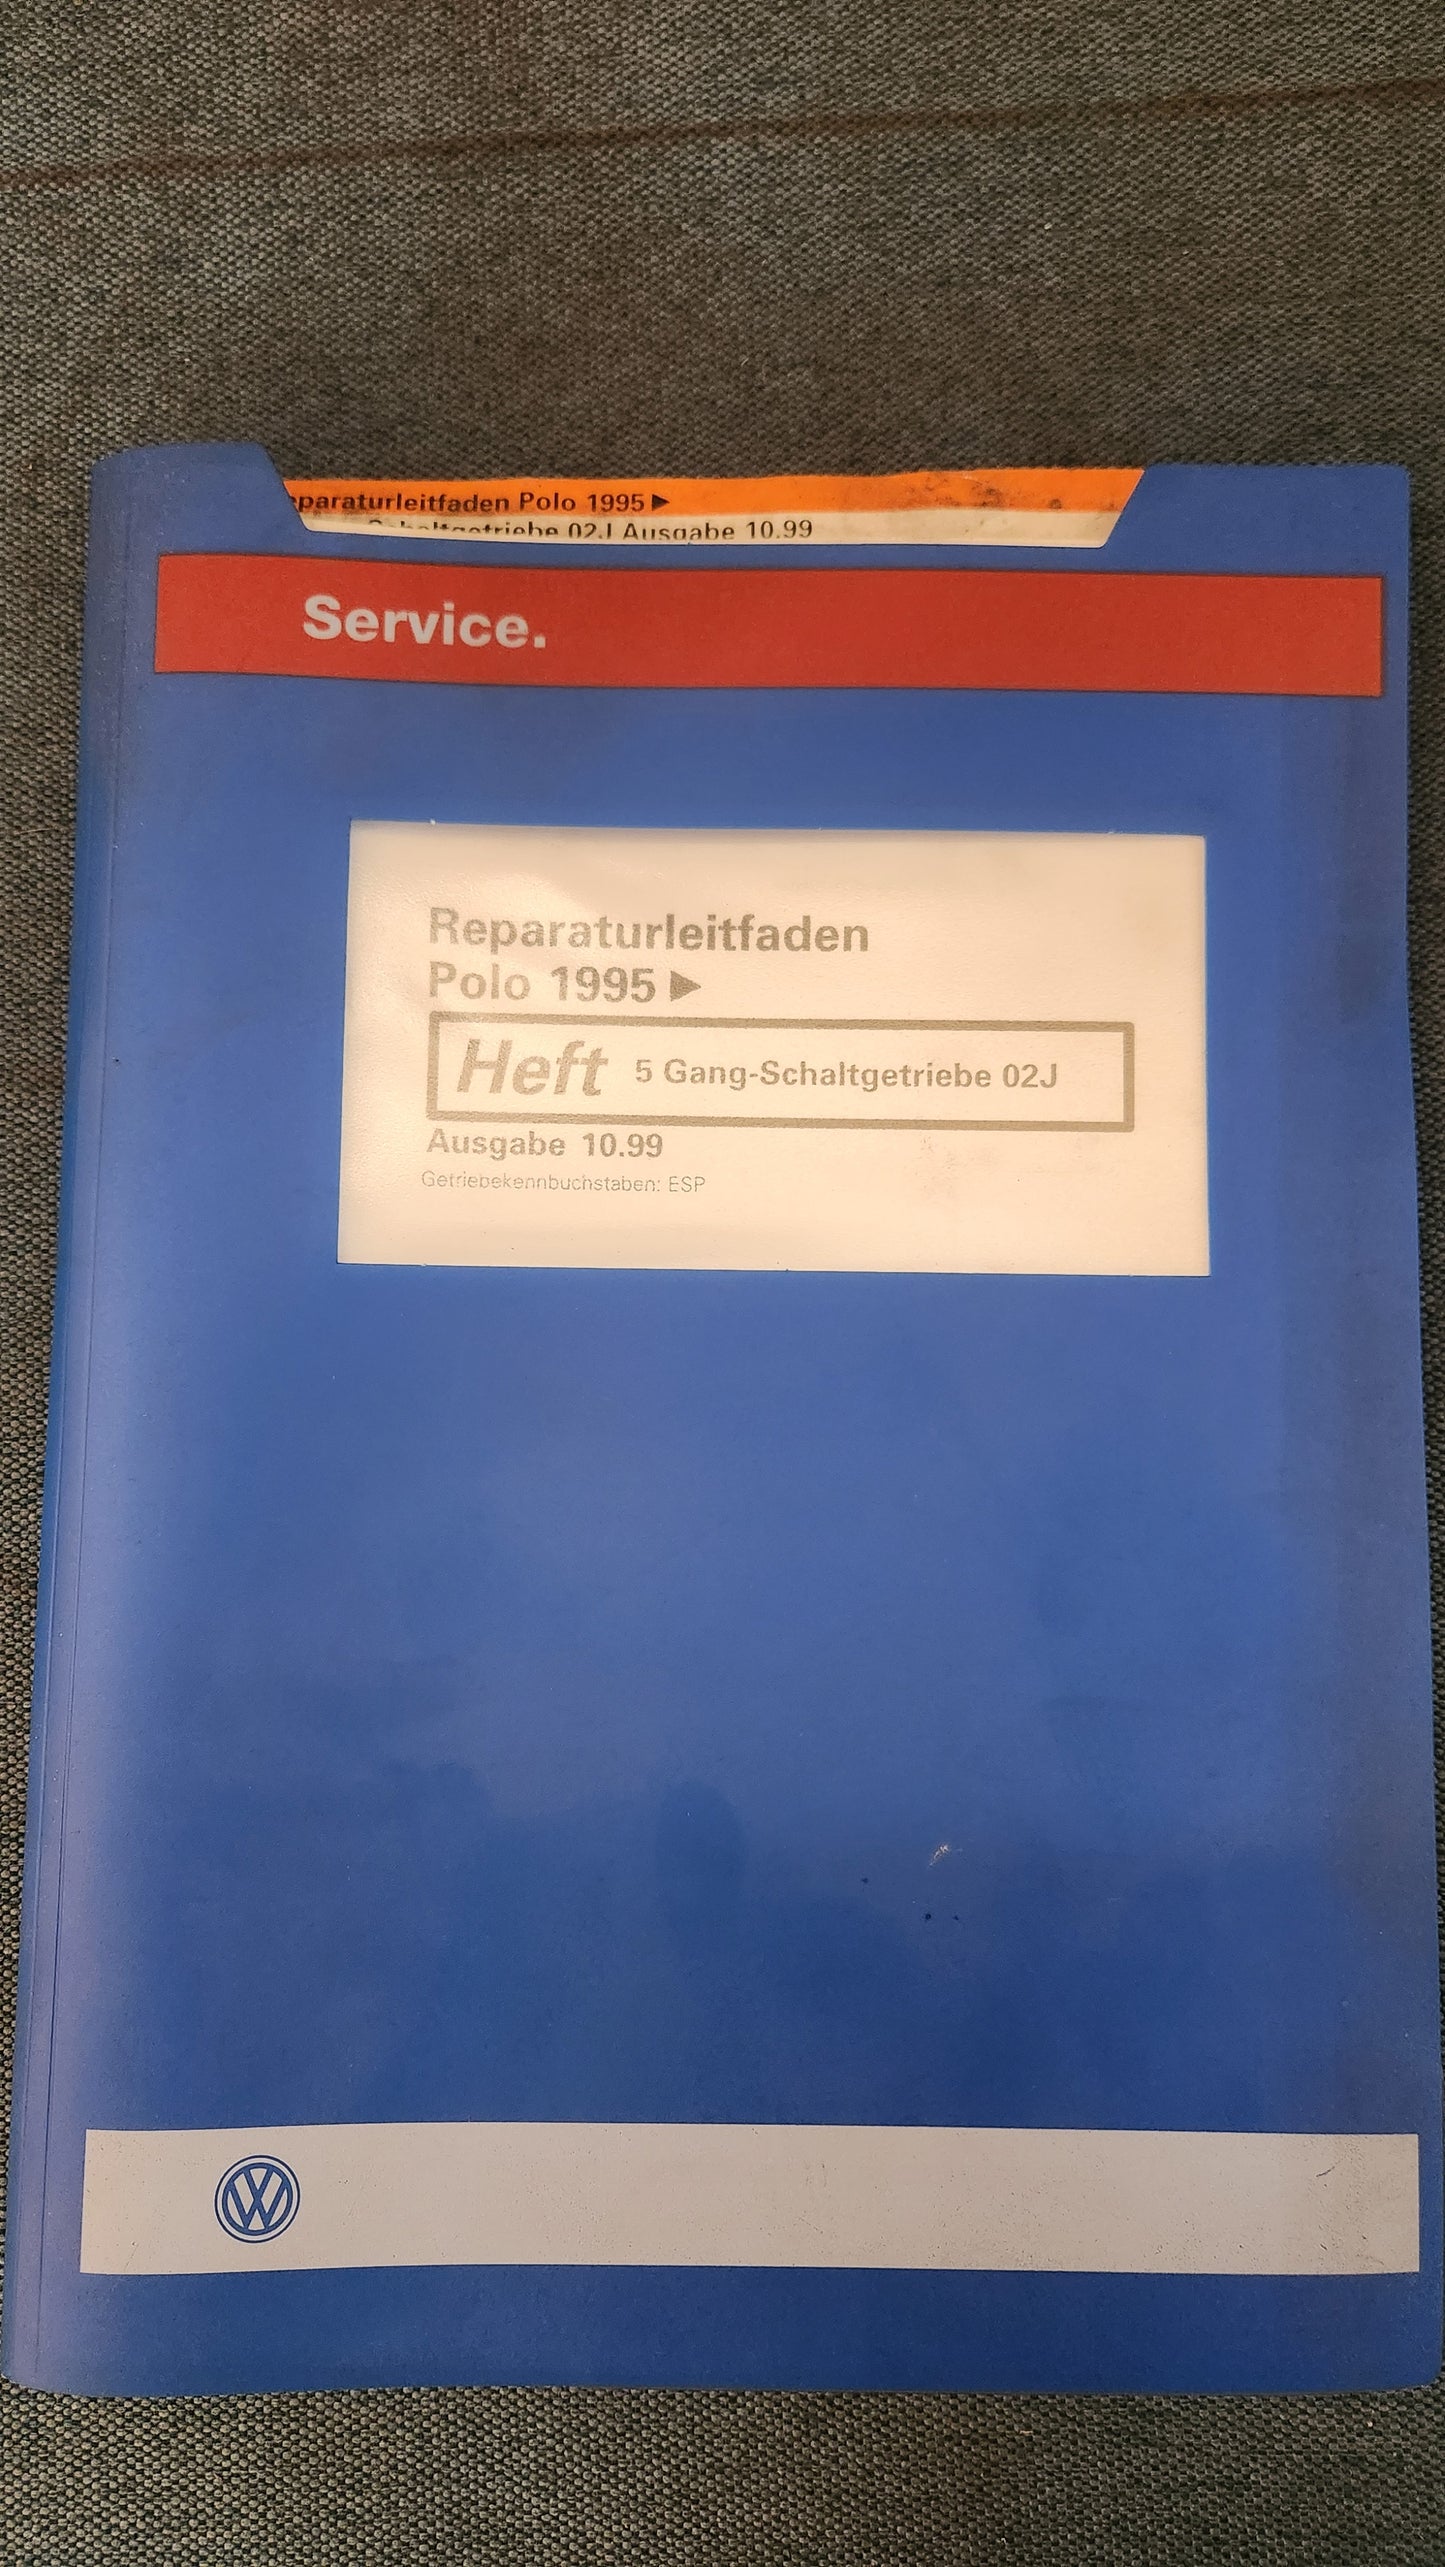 eparaturleitfaden Polo 1995 ▶
Schaltgetriebe 02J Ausgabe 10.99
Service.
Reparaturleitfaden
Polo 1995 ▶
Heft 5 Gang-Schaltgetriebe 02J
Ausgabe 10.99
Getriebekennbuchstaben: ESP